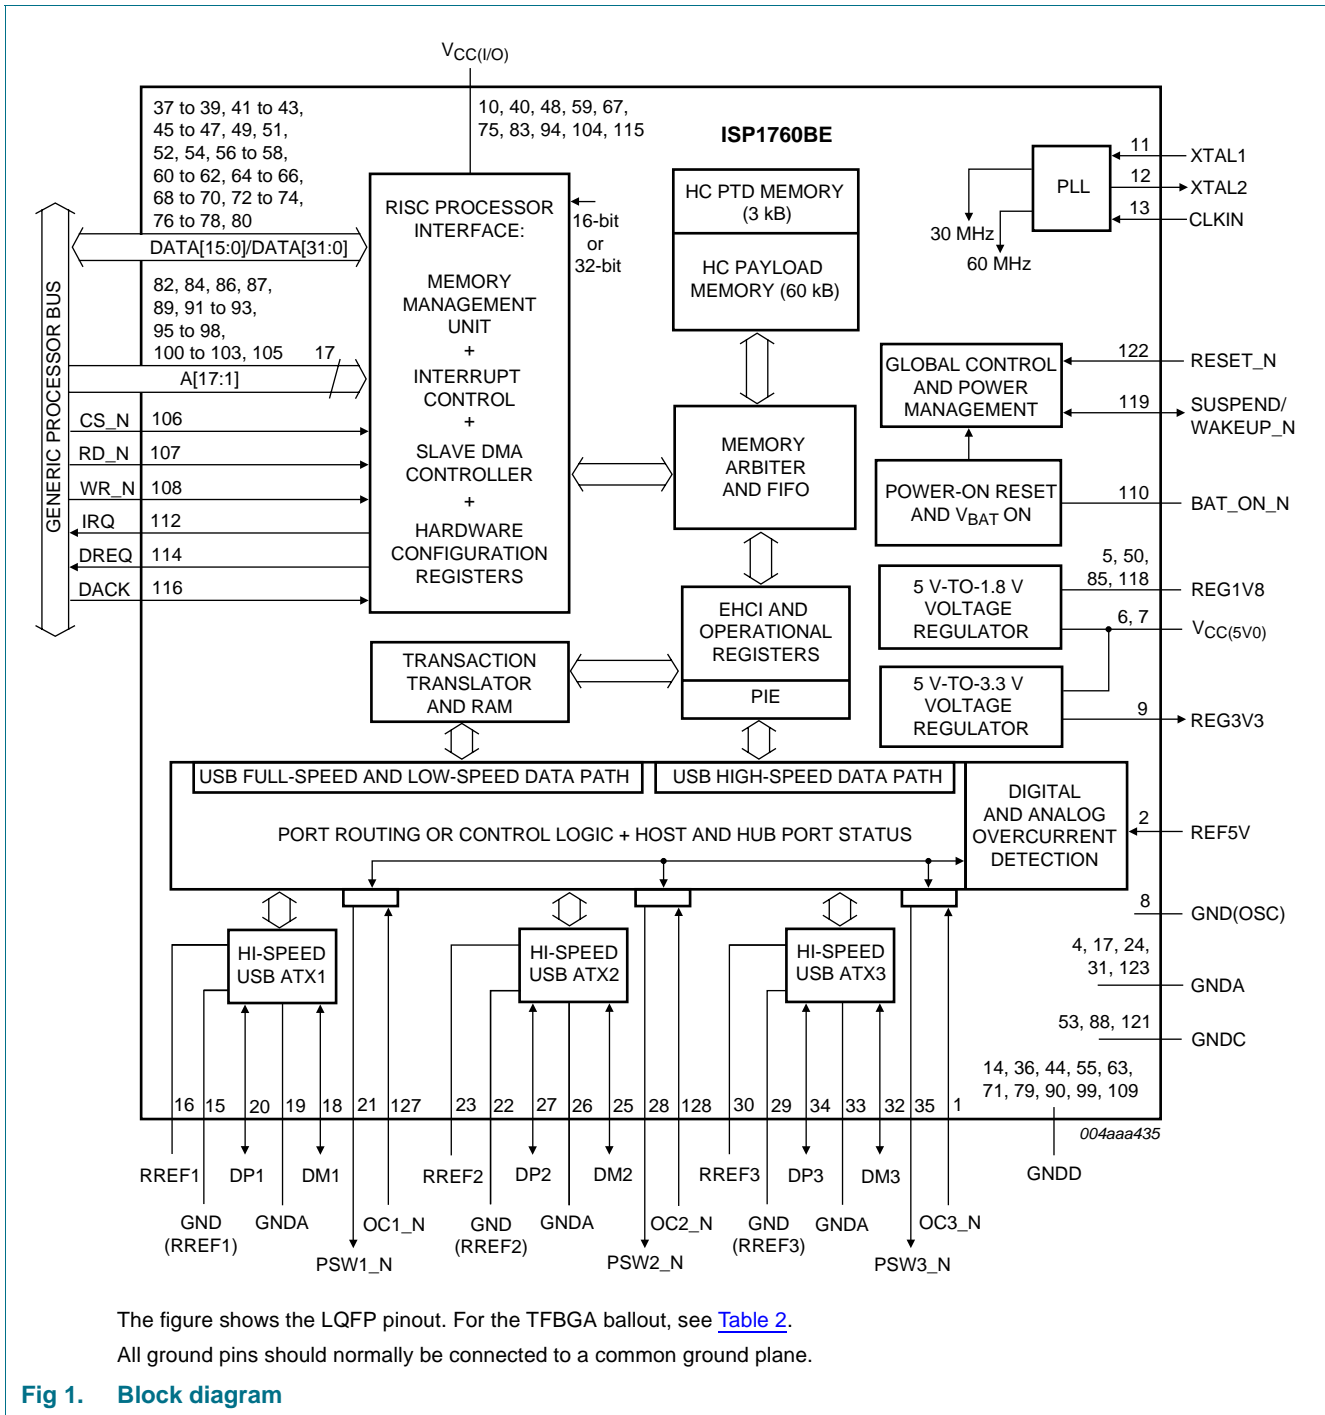 VCC(I/O)
37 to 39, 41 to 43,
45 to 47, 49, 51,
52, 54, 56 to 58,
60 to 62, 64 to 66,
68 to 70, 72 to 74,
76 to 78, 80
10, 40, 48, 59, 67,
75, 83, 94, 104, 115
ISP1760BE
GENERIC PROCESSOR BUS
DATA[15:0]/DATA[31:0]
82, 84, 86, 87,
89, 91 to 93,
95 to 98,
100 to 103, 105
17
A[17:1]
CS_N 106
RD_N 107
WR_N 108
IRQ 112
DREQ 114
DACK 116
RISC PROCESSOR
INTERFACE:
MEMORY
MANAGEMENT
UNIT
+
INTERRUPT
CONTROL
+
SLAVE DMA
CONTROLLER
+
HARDWARE
CONFIGURATION
REGISTERS
16-bit
or
32-bit
HC PTD MEMORY
(3 kB)
HC PAYLOAD
MEMORY (60 kB)
MEMORY
ARBITER
AND FIFO
EHCI AND
OPERATIONAL
REGISTERS
PIE
TRANSACTION
TRANSLATOR
AND RAM
PLL
30 MHz
60 MHz
11 XTAL1
12 XTAL2
13 CLKIN
GLOBAL CONTROL
AND POWER
MANAGEMENT
122 RESET_N
119 SUSPEND/
WAKEUP_N
POWER-ON RESET
AND VBAT ON
110 BAT_ON_N
5 V-TO-1.8 V
VOLTAGE
REGULATOR
5, 50,
85, 118 REG1V8
6, 7 VCC(5V0)
5 V-TO-3.3 V
VOLTAGE
REGULATOR
9 REG3V3
USB FULL-SPEED AND LOW-SPEED DATA PATH
USB HIGH-SPEED DATA PATH
PORT ROUTING OR CONTROL LOGIC + HOST AND HUB PORT STATUS
DIGITAL
AND ANALOG
OVERCURRENT
DETECTION
2 REF5V
8 GND(OSC)
4, 17, 24,
31, 123 GNDA
53, 88, 121 GNDC
14, 36, 44, 55, 63,
71, 79, 90, 99, 109
GNDD
004aaa435
HI-SPEED
USB ATX1
HI-SPEED
USB ATX2
HI-SPEED
USB ATX3
16 15 20 19 18 21 127 23 22 27 26 25 28 128 30 29 34 33 32 35 1
RREF1 DP1 DM1 RREF2 DP2 DM2 RREF3 DP3 DM3
GND
(RREF1)
GNDA
OC1_N
PSW1_N
GND
(RREF2)
GNDA
OC2_N
PSW2_N
GND
(RREF3)
GNDA
OC3_N
PSW3_N
The figure shows the LQFP pinout. For the TFBGA ballout, see Table 2.
All ground pins should normally be connected to a common ground plane.
Fig 1. Block diagram